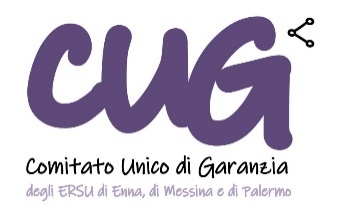 CUG
Comitato Unico di Garanzia
degli ERSU di Enna, di Messina e di Palermo